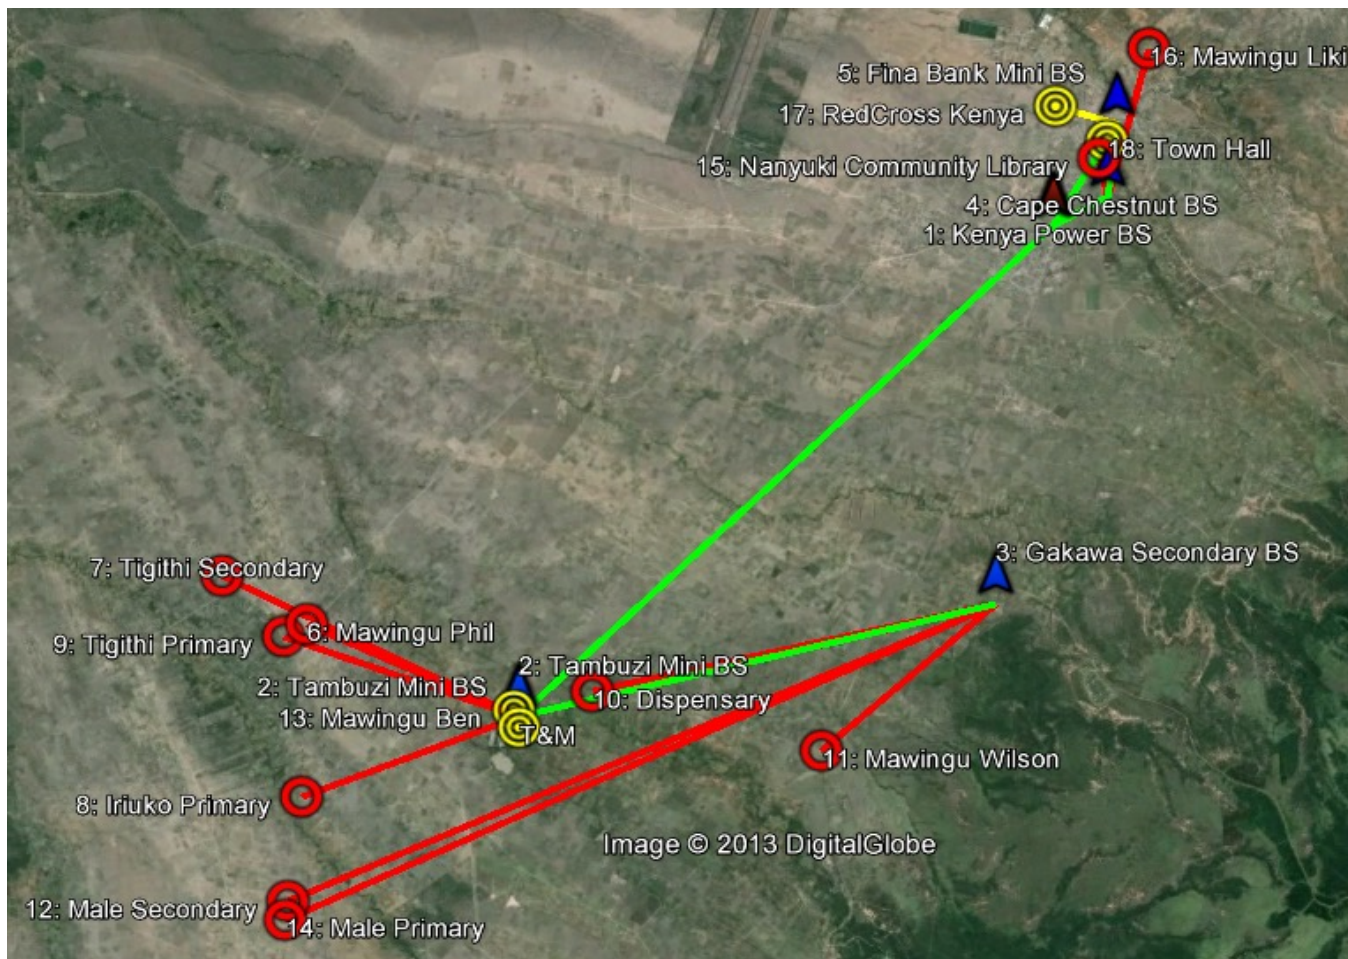 16: Mawingu Liki
5: Fina Bank Mini BS
17: RedCross Kenya
18: Town Hall
15: Nanyuki Community Library
4: Cape Chestnut BS
1: Kenya Power BS
3: Gakawa Secondary BS
7: Tigithi Secondary
6: Mawingu Phil
9: Tigithi Primary
2: Tambuzi Mini BS
2: Tambuzi Mini BS
10: Dispensary
13: Mawingu Ben
T&M
11: Mawingu Wilson
8: Iriuko Primary
Image © 2013 DigitalGlobe
12: Male Secondary
14: Male Primary